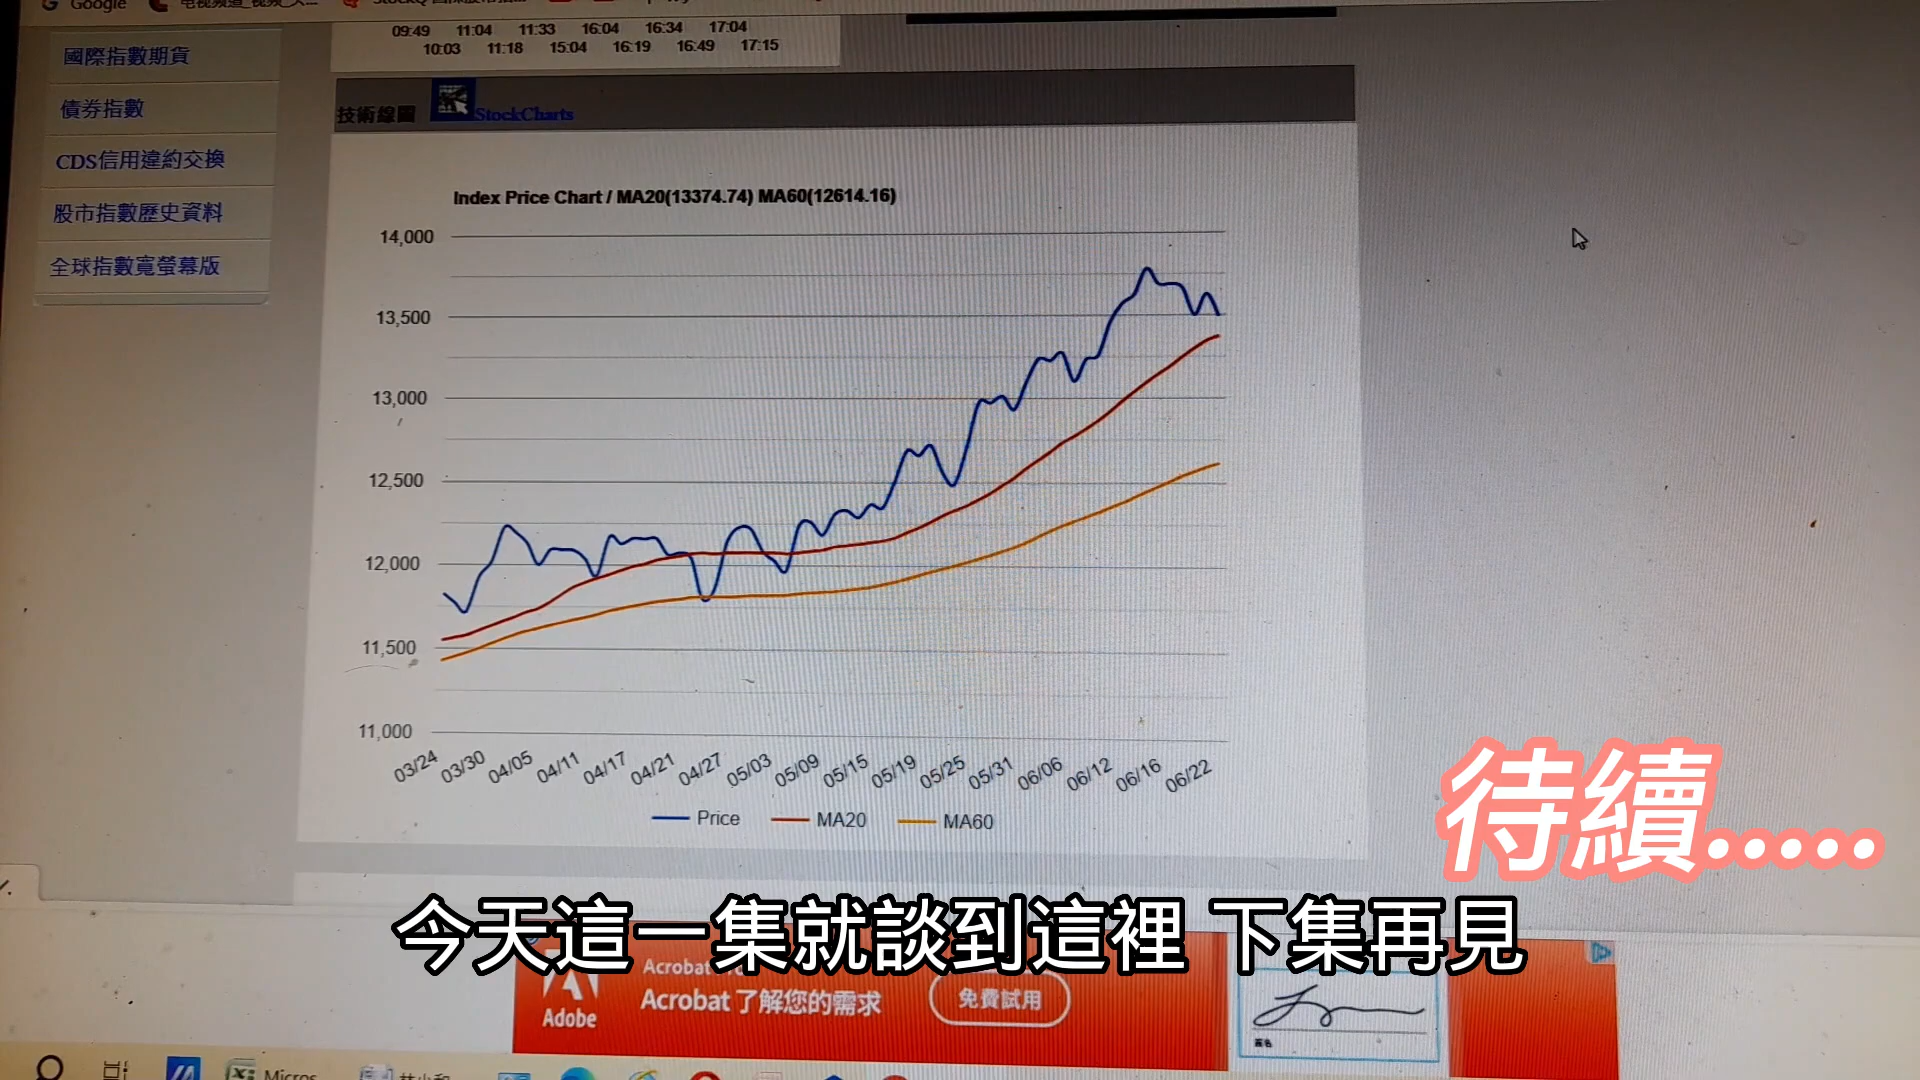 Google
09:49 11:04 11:33 16:04 16:34 17:04
10:03 11:18 15:04 16:19 16:49 17:15
國際指數期貨
債券指數
CDS信用違約交換
股市指數歷史資料
全球指數寬螢幕版
技術線圖 StockCharts
Index Price Chart / MA20(13374.74) MA60(12614.16)
14,000
13,500
13,000
12,500
12,000
11,500
11,000
03/24 03/30 04/05 04/11 04/17 04/21 04/27 05/03 05/09 05/15 05/19 05/25 05/31 06/06 06/12 06/16 06/22
Price MA20 MA60
待續.....
今天這一集就談到這裡 下集再見
Acrobat
Acrobat 了解您的需求
免費試用
Adobe
簽名
Micros